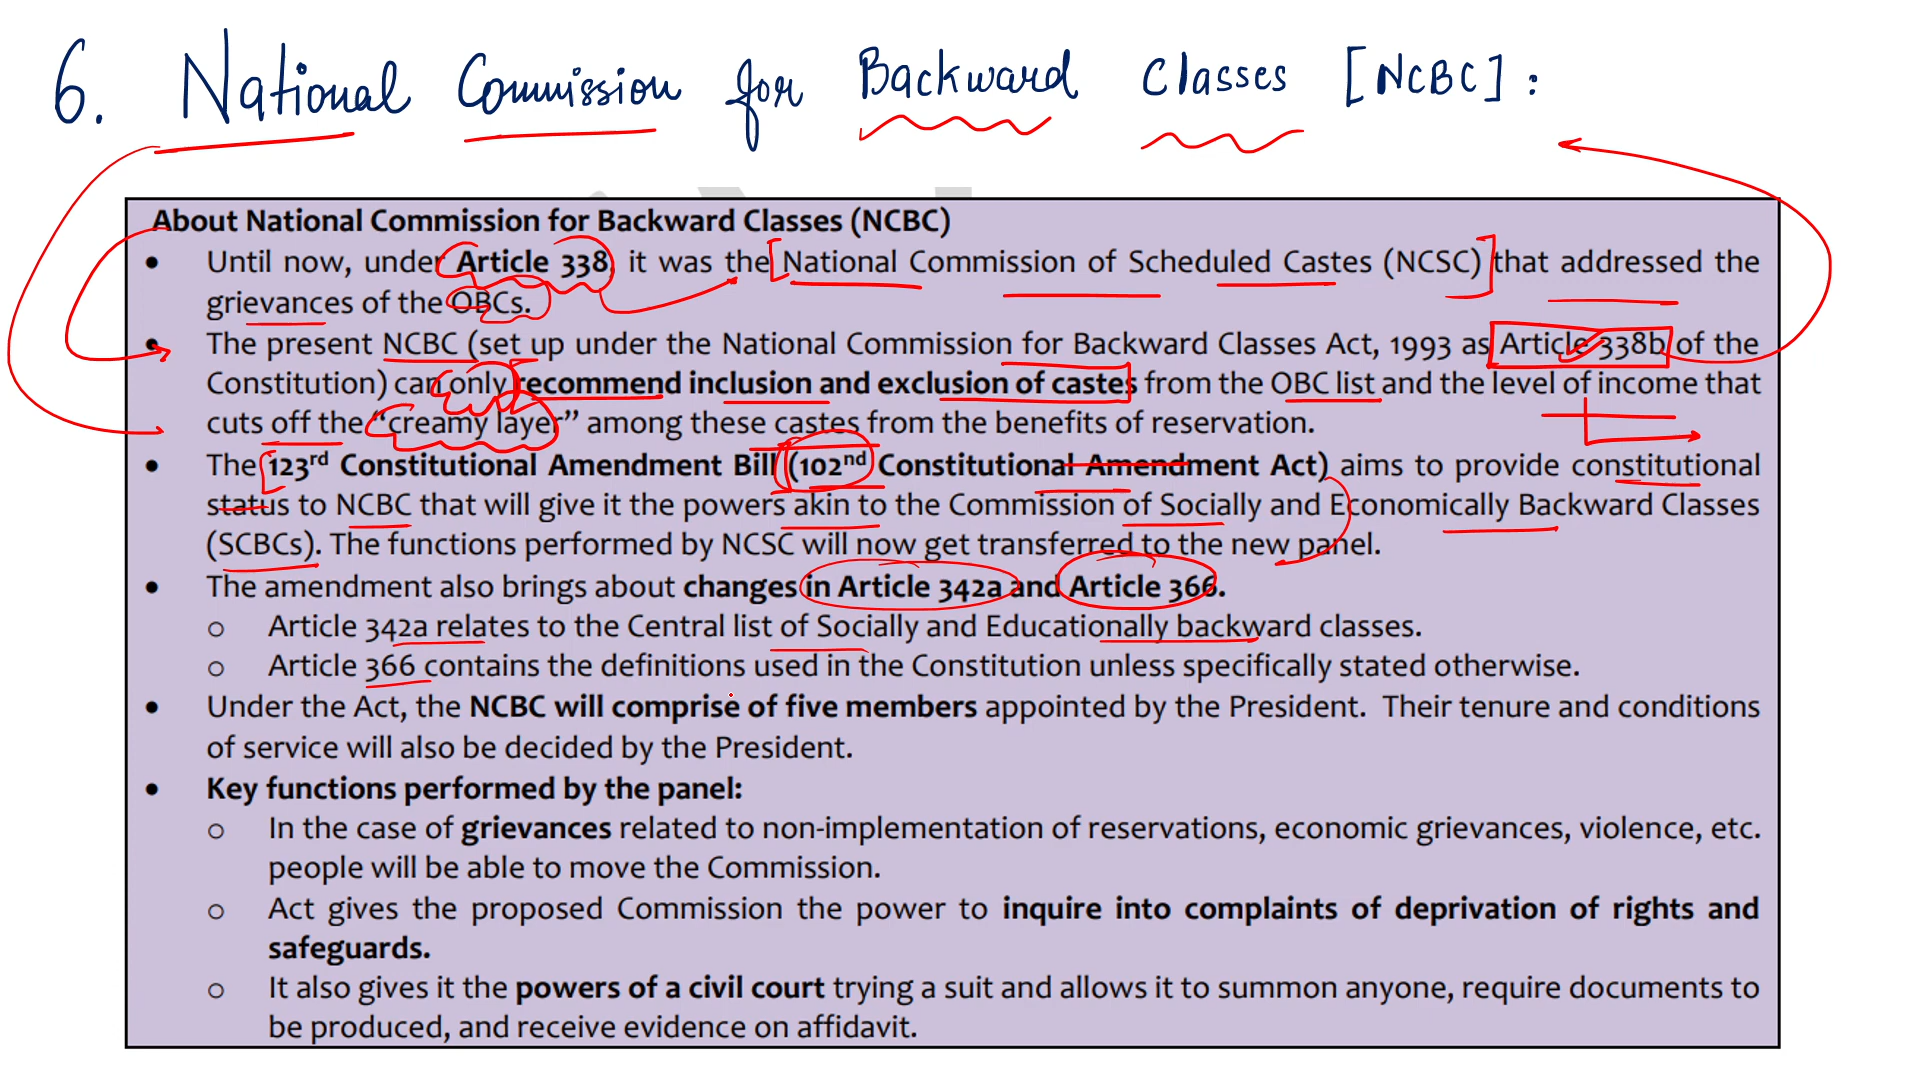 6. National Commission for Backward Classes [NCBC]:
About National Commission for Backward Classes (NCBC)
• Until now, under Article 338, it was the National Commission of Scheduled Castes (NCSC) that addressed the
grievances of the OBCs.
• The present NCBC (set up under the National Commission for Backward Classes Act, 1993 as Article 338b of the
Constitution) can only recommend inclusion and exclusion of castes from the OBC list and the level of income that
cuts off the “creamy layer” among these castes from the benefits of reservation.
• The 123rd Constitutional Amendment Bill (102nd Constitutional Amendment Act) aims to provide constitutional
status to NCBC that will give it the powers akin to the Commission of Socially and Economically Backward Classes
(SCBCs). The functions performed by NCSC will now get transferred to the new panel.
• The amendment also brings about changes in Article 342a and Article 366.
o Article 342a relates to the Central list of Socially and Educationally backward classes.
o Article 366 contains the definitions used in the Constitution unless specifically stated otherwise.
• Under the Act, the NCBC will comprise of five members appointed by the President. Their tenure and conditions
of service will also be decided by the President.
• Key functions performed by the panel:
o In the case of grievances related to non-implementation of reservations, economic grievances, violence, etc.
people will be able to move the Commission.
o Act gives the proposed Commission the power to inquire into complaints of deprivation of rights and
safeguards.
o It also gives it the powers of a civil court trying a suit and allows it to summon anyone, require documents to
be produced, and receive evidence on affidavit.